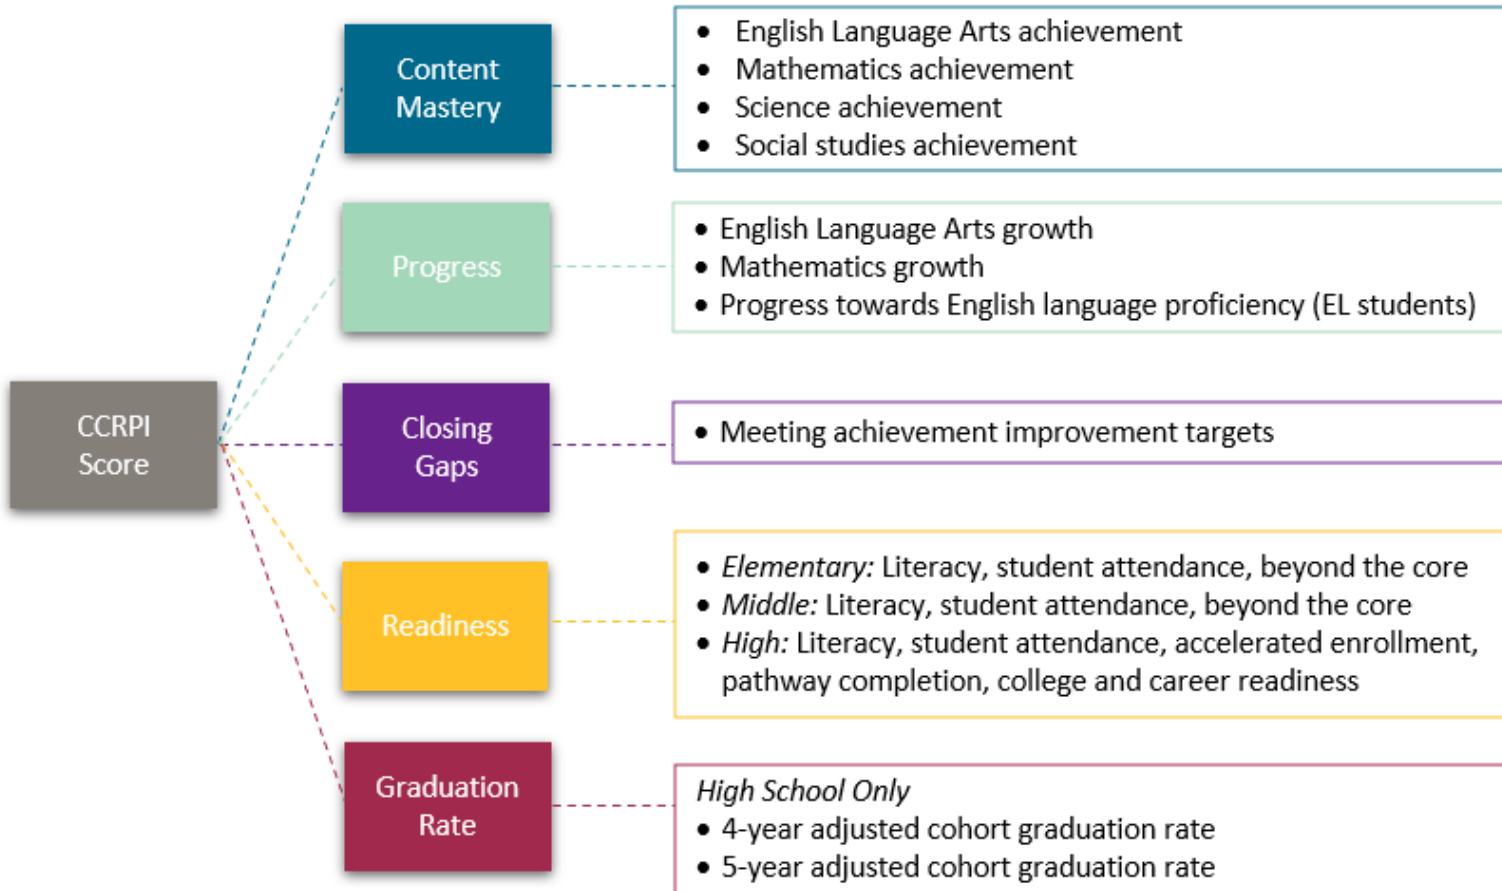 CCRPI
Score
Content
Mastery
• English Language Arts achievement
• Mathematics achievement
• Science achievement
• Social studies achievement
Progress
• English Language Arts growth
• Mathematics growth
• Progress towards English language proficiency (EL students)
Closing
Gaps
• Meeting achievement improvement targets
Readiness
• Elementary: Literacy, student attendance, beyond the core
• Middle: Literacy, student attendance, beyond the core
• High: Literacy, student attendance, accelerated enrollment,
pathway completion, college and career readiness
Graduation
Rate
High School Only
• 4-year adjusted cohort graduation rate
• 5-year adjusted cohort graduation rate